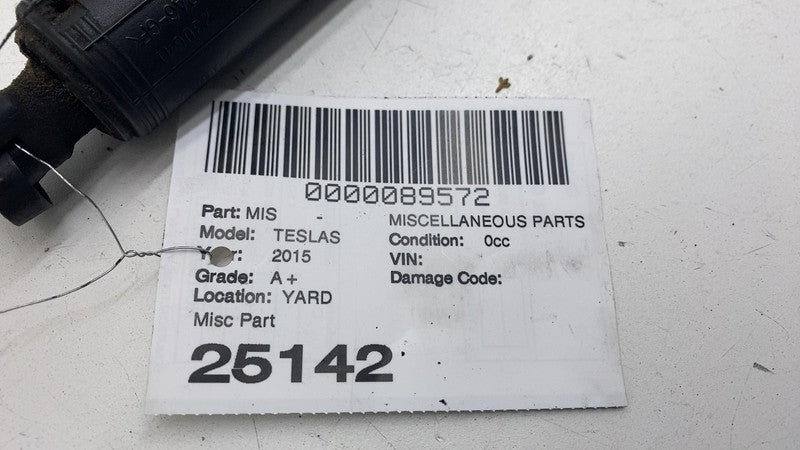 0000089572
Part: MIS - MISCELLANEOUS PARTS
Model: TESLAS Condition: 0cc
Year: 2015 VIN:
Grade: A+ Damage Code:
Location: YARD
Misc Part
25142